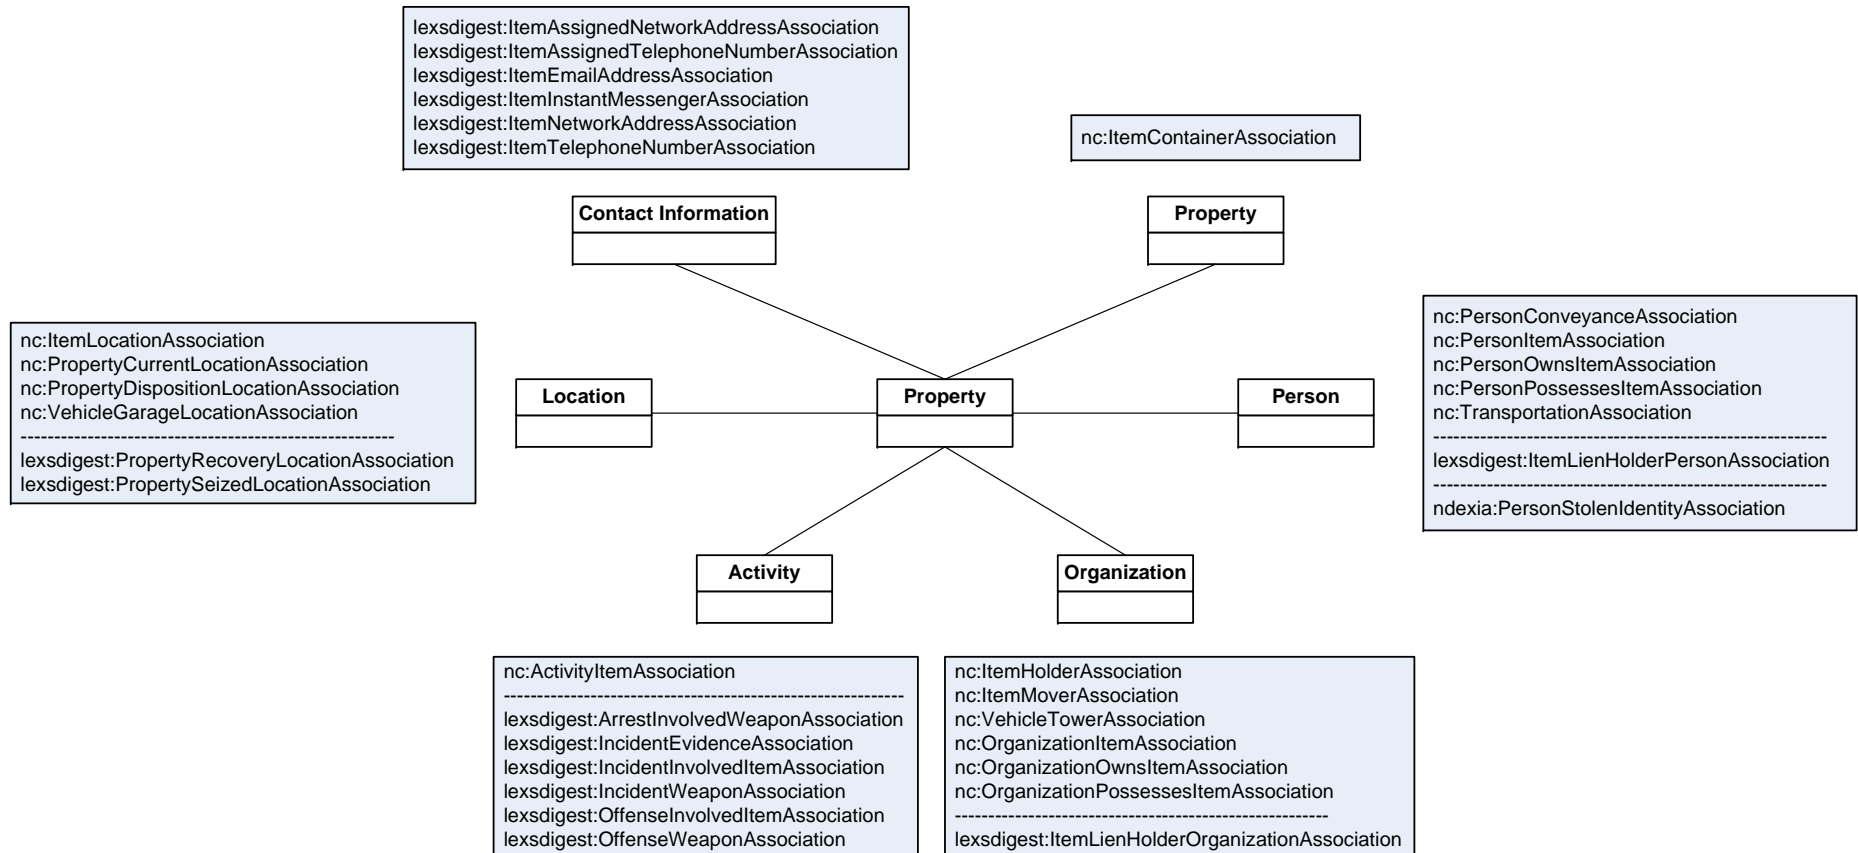 lexsdigest:ItemAssignedNetworkAddressAssociation
lexsdigest:ItemAssignedTelephoneNumberAssociation
lexsdigest:ItemEmailAddressAssociation
lexsdigest:ItemInstantMessengerAssociation
lexsdigest:ItemNetworkAddressAssociation
lexsdigest:ItemTelephoneNumberAssociation
nc:ItemContainerAssociation
Contact Information
Property
nc:ItemLocationAssociation
nc:PropertyCurrentLocationAssociation
nc:PropertyDispositionLocationAssociation
nc:VehicleGarageLocationAssociation
--------------------------------------------------------
lexsdigest:PropertyRecoveryLocationAssociation
lexsdigest:PropertySeizedLocationAssociation
Location
Property
Person
nc:PersonConveyanceAssociation
nc:PersonItemAssociation
nc:PersonOwnsItemAssociation
nc:PersonPossessesItemAssociation
nc:TransportationAssociation
-----------------------------------------------------------
lexsdigest:ItemLienHolderPersonAssociation
-----------------------------------------------------------
ndexia:PersonStolenIdentityAssociation
Activity
Organization
nc:ActivityItemAssociation
------------------------------------------------------------
lexsdigest:ArrestInvolvedWeaponAssociation
lexsdigest:IncidentEvidenceAssociation
lexsdigest:IncidentInvolvedItemAssociation
lexsdigest:IncidentWeaponAssociation
lexsdigest:OffenseInvolvedItemAssociation
lexsdigest:OffenseWeaponAssociation
nc:ItemHolderAssociation
nc:ItemMoverAssociation
nc:VehicleTowerAssociation
nc:OrganizationItemAssociation
nc:OrganizationOwnsItemAssociation
nc:OrganizationPossessesItemAssociation
--------------------------------------------------------
lexsdigest:ItemLienHolderOrganizationAssociation